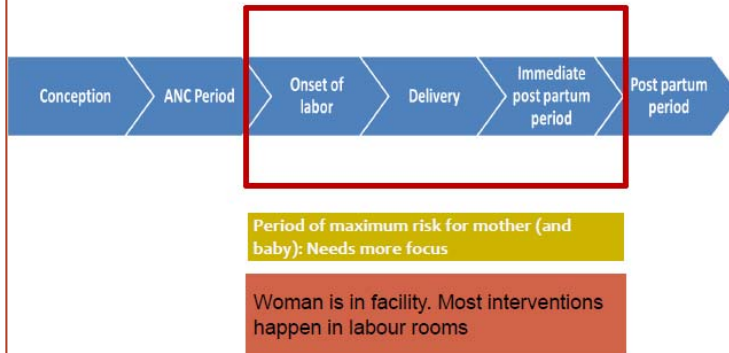 Conception
ANC Period
Onset of
labor
Delivery
Immediate
post partum
period
Post partum
period
Period of maximum risk for mother (and
baby): Needs more focus
Woman is in facility. Most interventions
happen in labour rooms